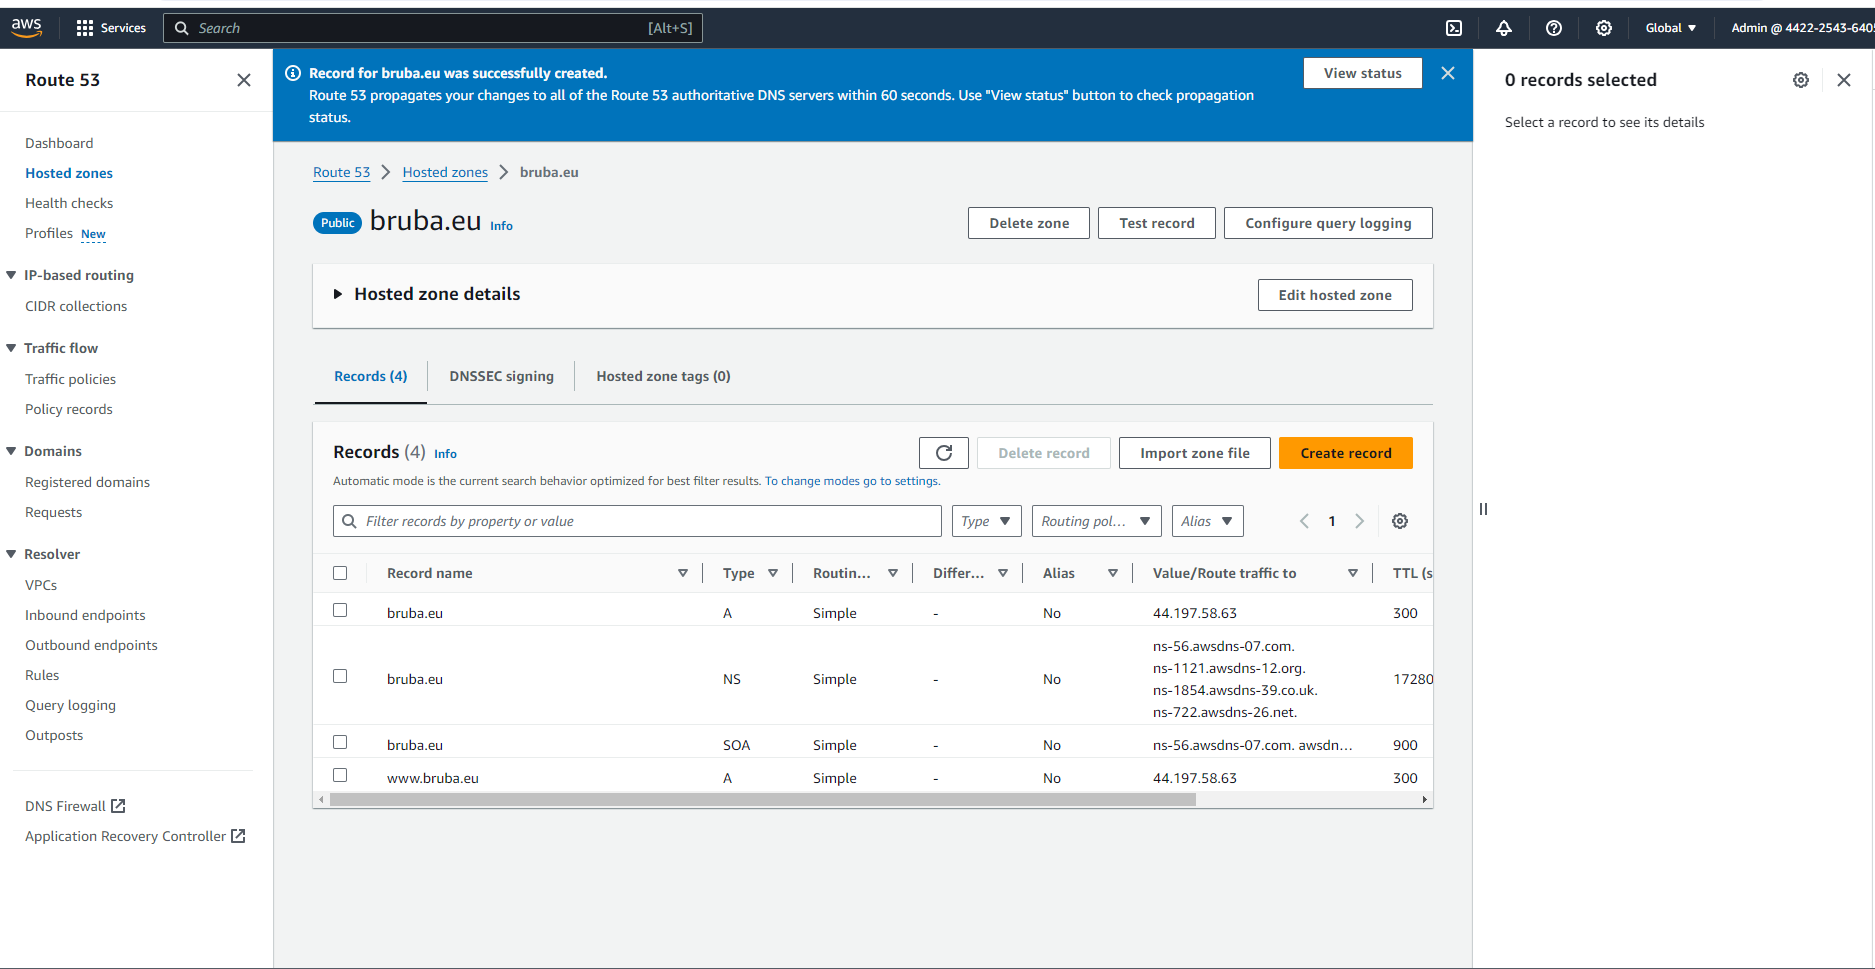 aws
Services
Search
[Alt+S]
Global
Admin @ 4422-2543-640
Route 53
Dashboard
Hosted zones
Health checks
Profiles New
IP-based routing
CIDR collections
Traffic flow
Traffic policies
Policy records
Domains
Registered domains
Requests
Resolver
VPCs
Inbound endpoints
Outbound endpoints
Rules
Query logging
Outposts
DNS Firewall
Application Recovery Controller
Record for bruba.eu was successfully created.
Route 53 propagates your changes to all of the Route 53 authoritative DNS servers within 60 seconds. Use "View status" button to check propagation
status.
View status
Route 53 Hosted zones bruba.eu
Public bruba.eu Info
Delete zone Test record Configure query logging
Hosted zone details
Edit hosted zone
Records (4) DNSSEC signing Hosted zone tags (0)
Records (4) Info
Delete record Import zone file Create record
Automatic mode is the current search behavior optimized for best filter results. To change modes go to settings.
Filter records by property or value Type Routing pol... Alias 1
Record name Type Routin... Differ... Alias Value/Route traffic to TTL (s
bruba.eu A Simple - No 44.197.58.63 300
bruba.eu NS Simple - No ns-56.awsdns-07.com.
ns-1121.awsdns-12.org.
ns-1854.awsdns-39.co.uk.
ns-722.awsdns-26.net.
17280
bruba.eu SOA Simple - No ns-56.awsdns-07.com. awsdn... 900
www.bruba.eu A Simple - No 44.197.58.63 300
0 records selected
Select a record to see its details